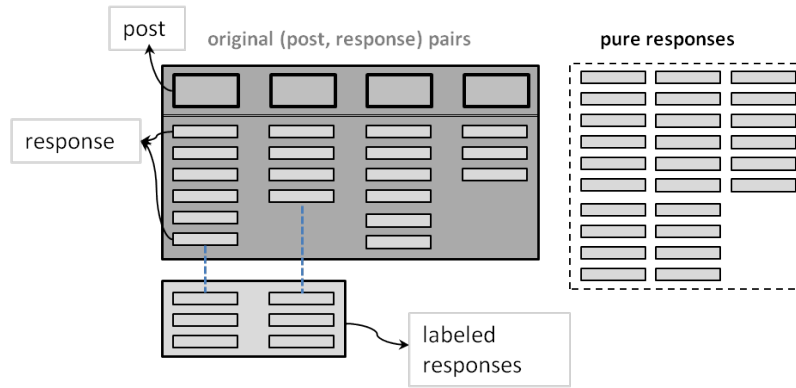 post
original (post, response) pairs
pure responses
response
labeled
responses